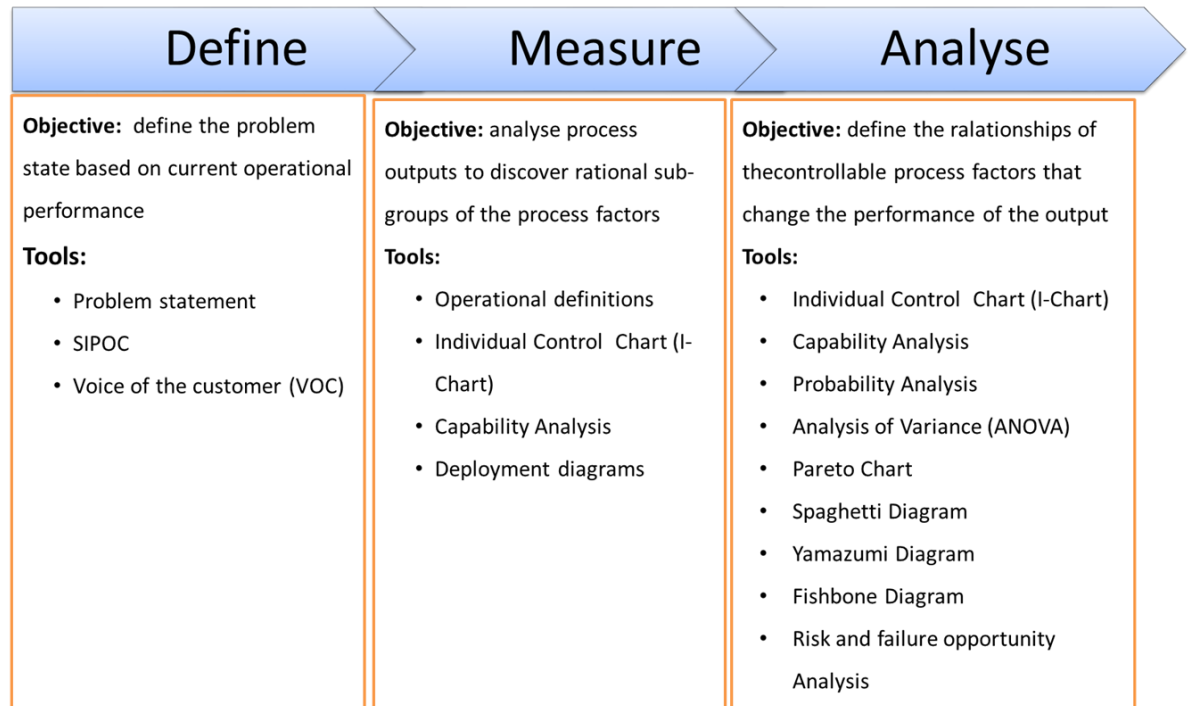 Define
Measure
Analyse
Objective: define the problem
state based on current operational
performance
Tools:
• Problem statement
• SIPOC
• Voice of the customer (VOC)
Objective: analyse process
outputs to discover rational sub-
groups of the process factors
Tools:
• Operational definitions
• Individual Control Chart (I-
Chart)
• Capability Analysis
• Deployment diagrams
Objective: define the ralationships of
thecontrollable process factors that
change the performance of the output
Tools:
• Individual Control Chart (I-Chart)
• Capability Analysis
• Probability Analysis
• Analysis of Variance (ANOVA)
• Pareto Chart
• Spaghetti Diagram
• Yamazumi Diagram
• Fishbone Diagram
• Risk and failure opportunity
Analysis